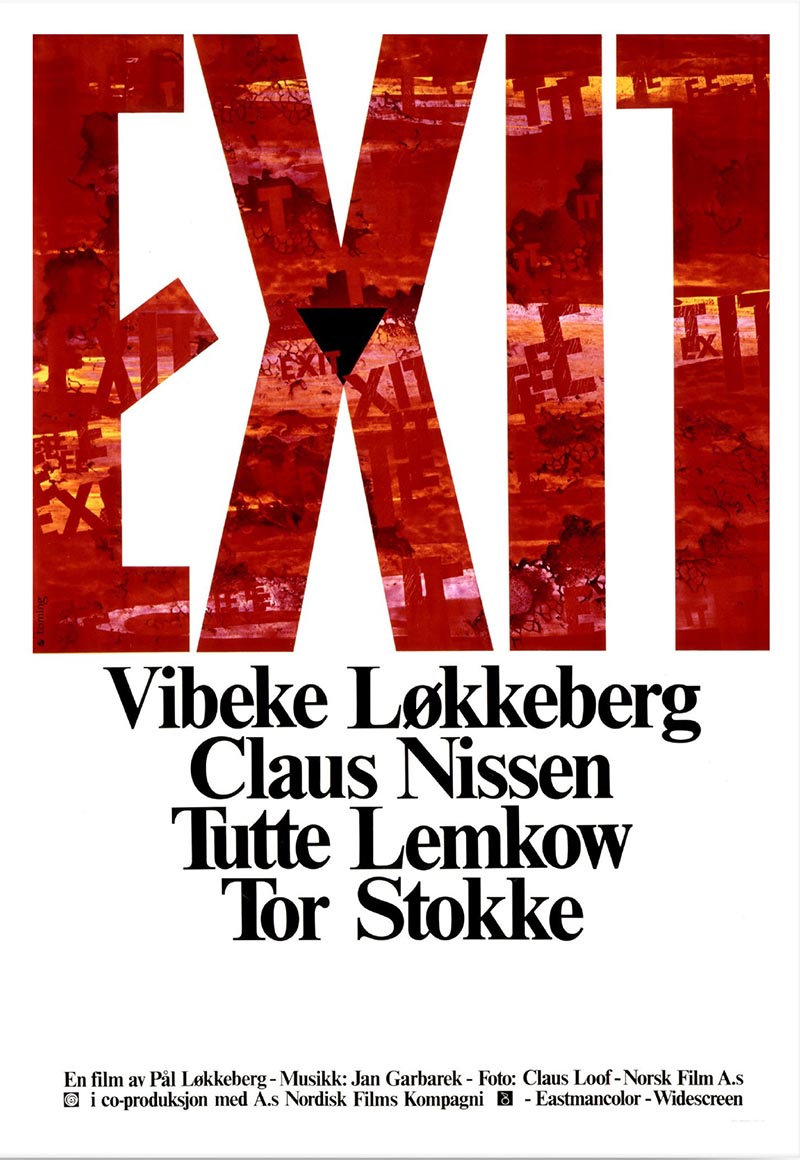 EXIT
Vibeke Løkkeberg
Claus Nissen
Tutte Lemkow
Tor Stokke
En film av Pål Løkkeberg - Musikk: Jan Garbarek - Foto: Claus Loof - Norsk Film A.s
i co-produksjon med A.s Nordisk Films Kompagni - Eastmancolor - Widescreen